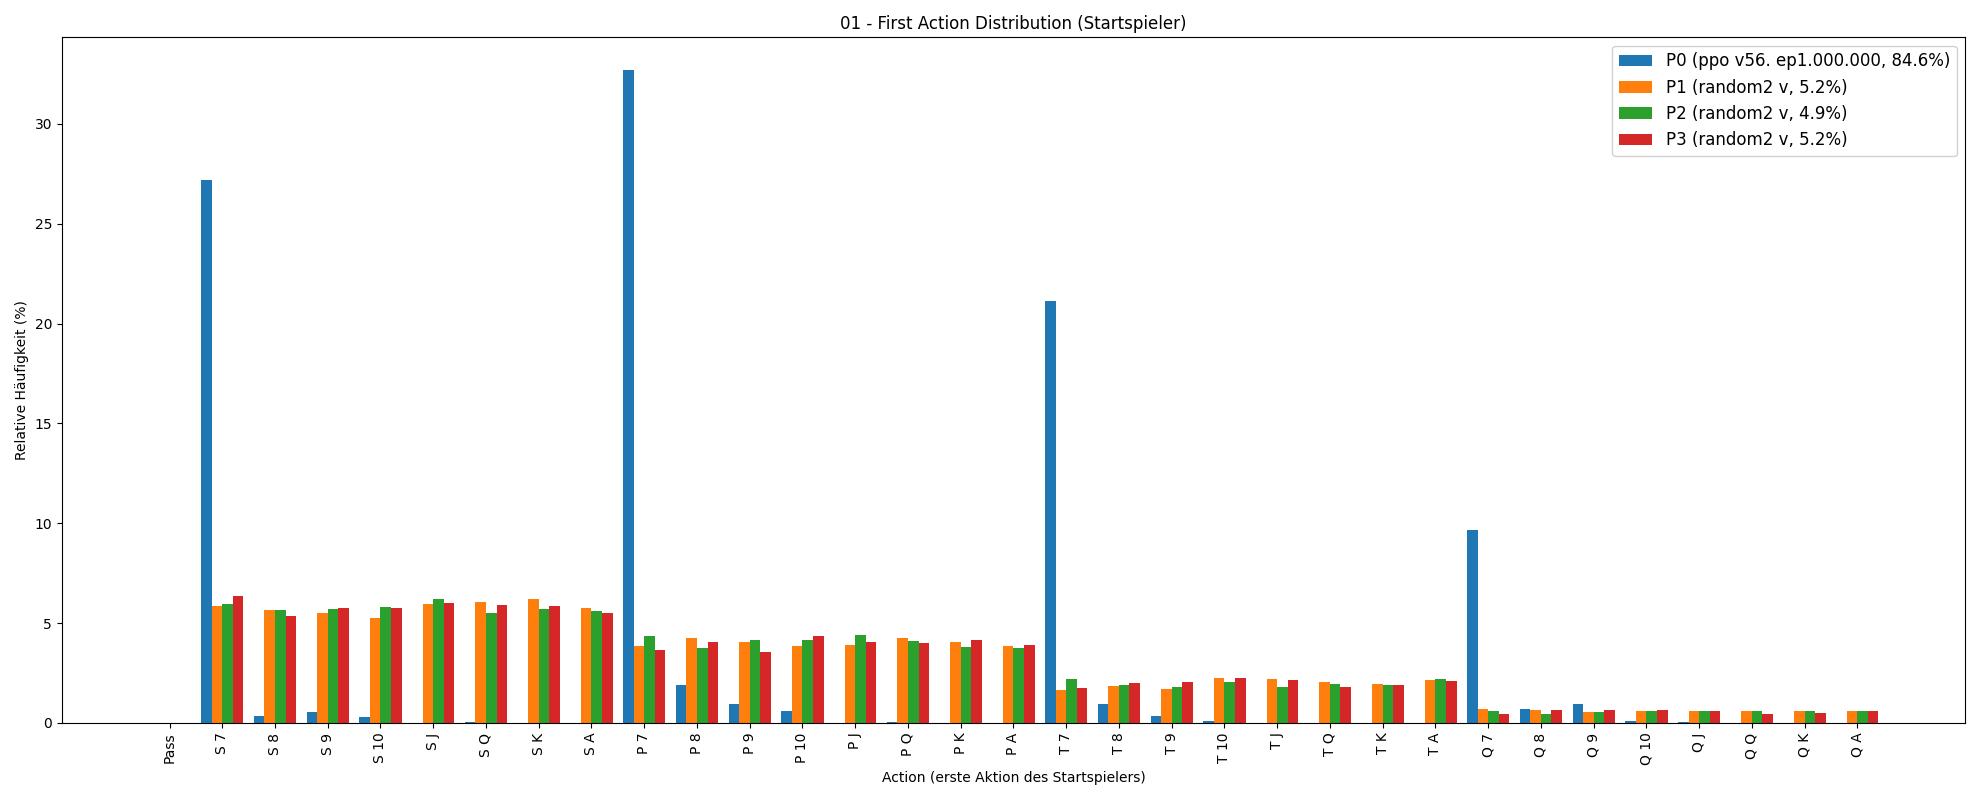 01 - First Action Distribution (Startspieler)
P0 (ppo v56. ep1.000.000, 84.6%)
P1 (random2 v, 5.2%)
P2 (random2 v, 4.9%)
P3 (random2 v, 5.2%)
Relative Häufigkeit (%)
30
25
20
15
10
5
0
Pass
S 7
S 8
S 9
S 10
S J
S Q
S K
S A
P 7
P 8
P 9
P 10
P J
P Q
P K
P A
T 7
T 8
T 9
T 10
T J
T Q
T K
T A
Q 7
Q 8
Q 9
Q 10
Q J
Q Q
Q K
Q A
Action (erste Aktion des Startspielers)